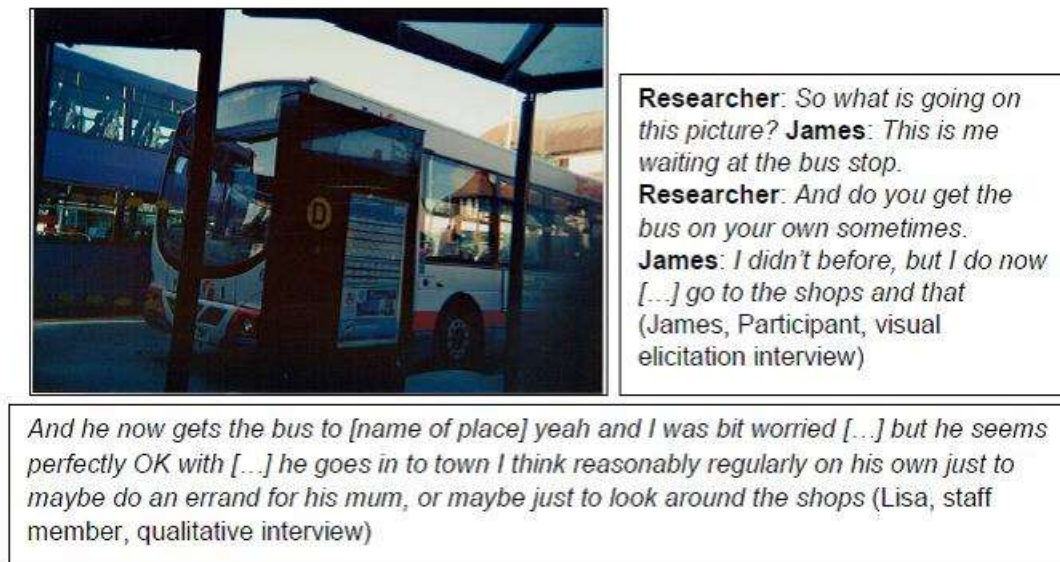 D
Researcher: So what is going on
this picture? James: This is me
waiting at the bus stop.
Researcher: And do you get the
bus on your own sometimes.
James: I didn't before, but I do now
[…] go to the shops and that
(James, Participant, visual
elicitation interview)
And he now gets the bus to [name of place] yeah and I was bit worried […] but he seems
perfectly OK with […] he goes in to town I think reasonably regularly on his own just to
maybe do an errand for his mum, or maybe just to look around the shops (Lisa, staff
member, qualitative interview)